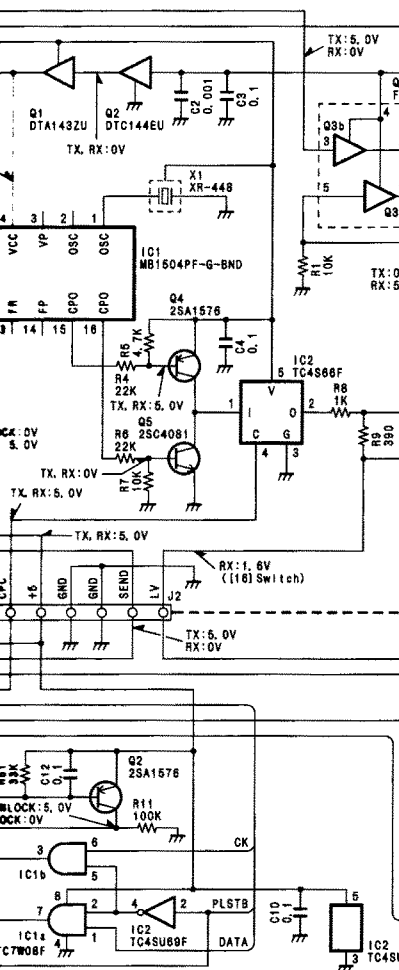 TX:5.0V
RX:0V
Q1
DTA143ZU
Q2
DTC144EU
C2
0.001
C3
0.1
TX, RX:0V
Q3b
3
4
5
Q3
X1
XR-448
4
3
2
1
VCC
VP
OSC
OSC
IC1
MB1504PF-G-BND
fR
FP
CPO
CPO
14
15
16
R1
10K
Q4
2SA1576
R5
4.7K
R4
22K
C4
0.1
TX, RX:5.0V
IC2
TC4S66F
5
V
1
I
O
2
C
G
4
3
R8
1K
R9
390
Q5
2SC4081
R6
22K
TX, RX:0V
R7
10K
5.0V
TX, RX:5.0V
TX, RX:5.0V
RX:1.6V
([16] Switch)
CPC
+5
GND
GND
SEND
LV
J2
TX:5.0V
RX:0V
33K
C12
0.1
Q2
2SA1576
R11
100K
3
6
5
IC1b
CK
8
7
2
1
4
IC1a
TC7W08F
4
2
IC2
TC4SU69F
PLSTB
DATA
C10
0.1
5
3
IC2